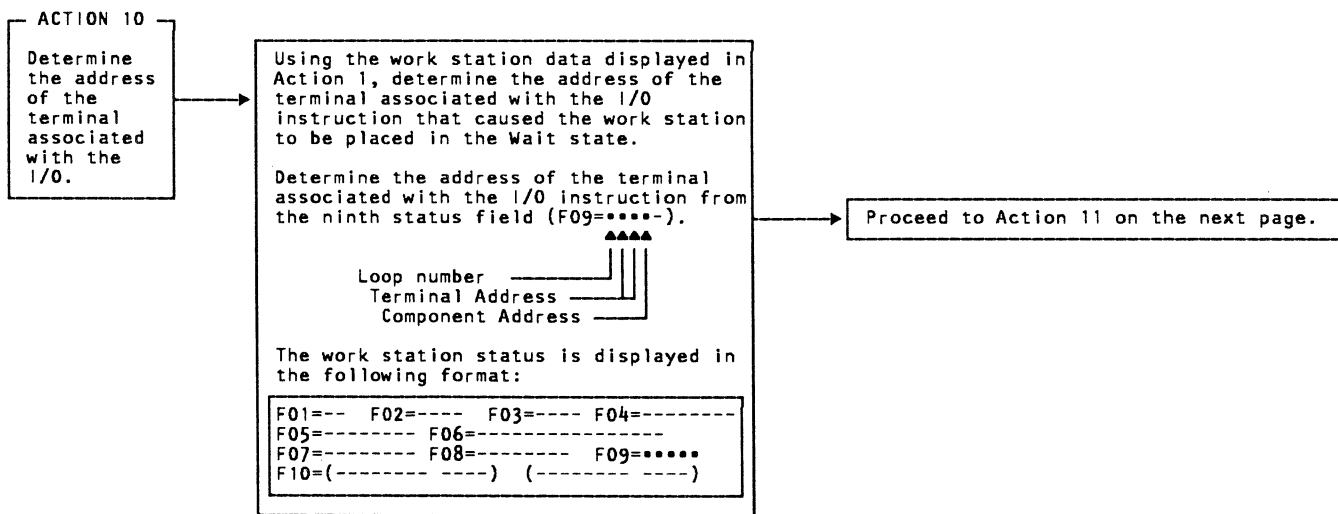 ACTION 10
Determine
the address
of the
terminal
associated
with the
I/O.
Using the work station data displayed in
Action 1, determine the address of the
terminal associated with the I/O
instruction that caused the work station
to be placed in the Wait state.
Determine the address of the terminal
associated with the I/O instruction from
the ninth status field (F09=▪▪▪▪-).
Loop number
Terminal Address
Component Address
The work station status is displayed in
the following format:
F01=-- F02=---- F03=---- F04=--------
F05=-------- F06=----------------
F07=-------- F08=-------- F09=▪▪▪▪▪
F10=(-------- ----) (-------- ----)
Proceed to Action 11 on the next page.